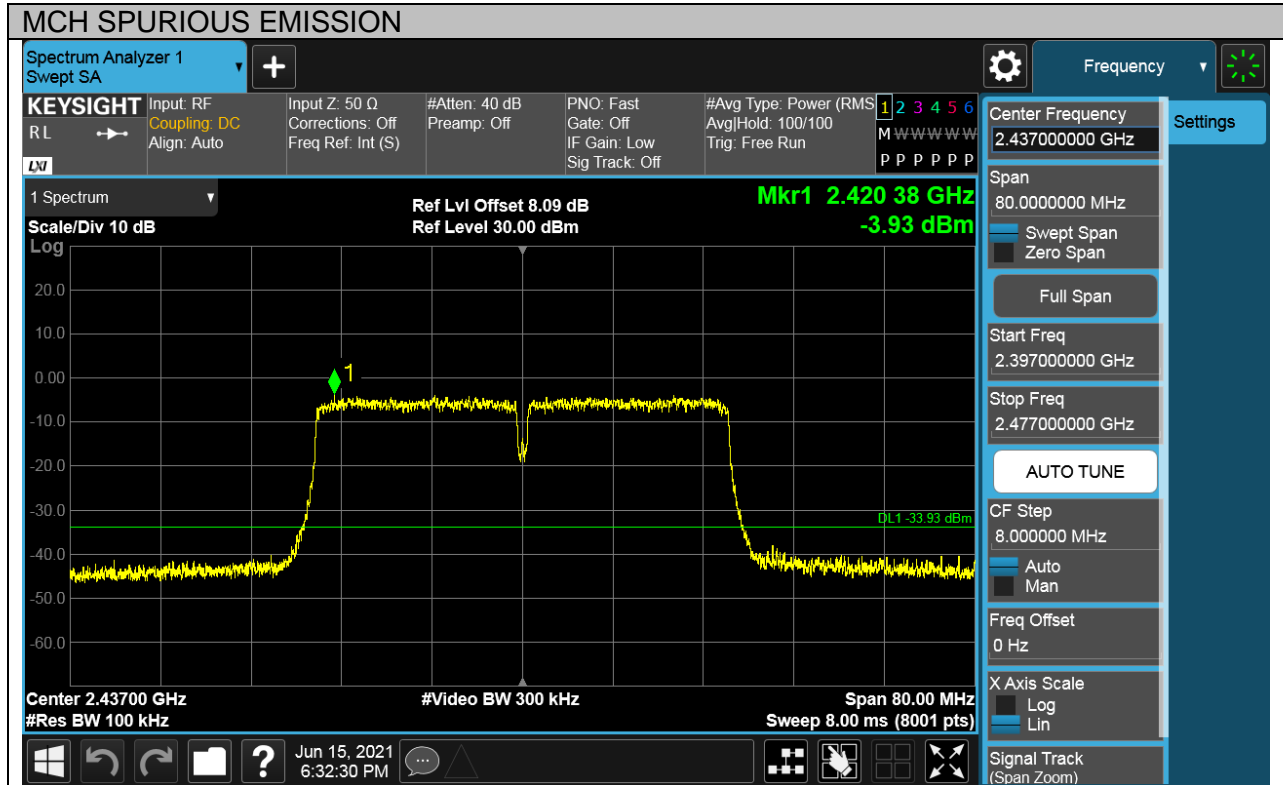 MCH SPURIOUS EMISSION
Spectrum Analyzer 1
Swept SA
+
Frequency
KEYSIGHT
RL
LXI
Input: RF
Coupling: DC
Align: Auto
Input Z: 50 Ω
Corrections: Off
Freq Ref: Int (S)
#Atten: 40 dB
Preamp: Off
PNO: Fast
Gate: Off
IF Gain: Low
Sig Track: Off
#Avg Type: Power (RMS
Avg|Hold: 100/100
Trig: Free Run
1 2 3 4 5 6
M W W W W W
P P P P P P
1 Spectrum
Scale/Div 10 dB
Ref Lvl Offset 8.09 dB
Ref Level 30.00 dBm
Mkr1 2.420 38 GHz
-3.93 dBm
Log
20.0
10.0
0.00
-10.0
-20.0
-30.0
-40.0
-50.0
-60.0
1
DL1 -33.93 dBm
Center 2.43700 GHz
#Res BW 100 kHz
#Video BW 300 kHz
Span 80.00 MHz
Sweep 8.00 ms (8001 pts)
?
Jun 15, 2021
6:32:30 PM
Center Frequency
2.437000000 GHz
Settings
Span
80.0000000 MHz
Swept Span
Zero Span
Full Span
Start Freq
2.397000000 GHz
Stop Freq
2.477000000 GHz
AUTO TUNE
CF Step
8.000000 MHz
Auto
Man
Freq Offset
0 Hz
X Axis Scale
Log
Lin
Signal Track
(Span Zoom)